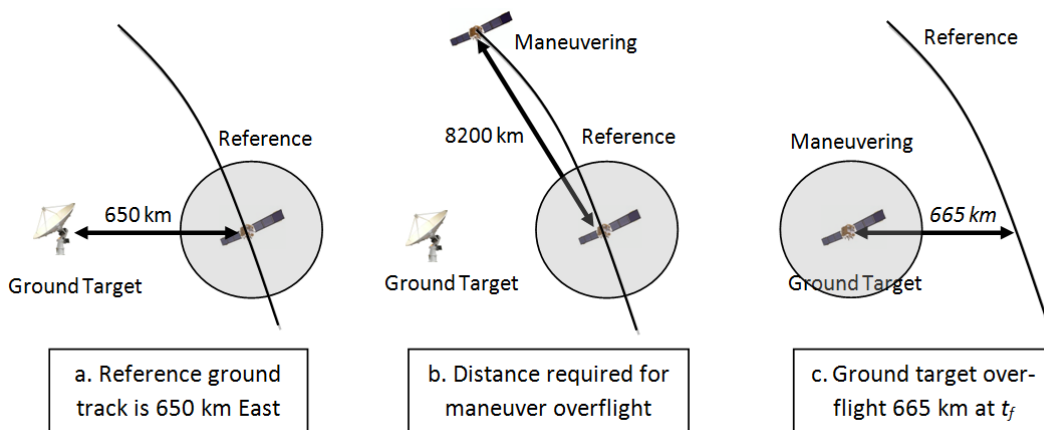 Reference
650 km
Ground Target
a. Reference ground
track is 650 km East
Maneuvering
8200 km
Reference
Ground Target
b. Distance required for
maneuver overflight
Reference
Maneuvering
665 km
Ground Target
c. Ground target over-
flight 665 km at tf